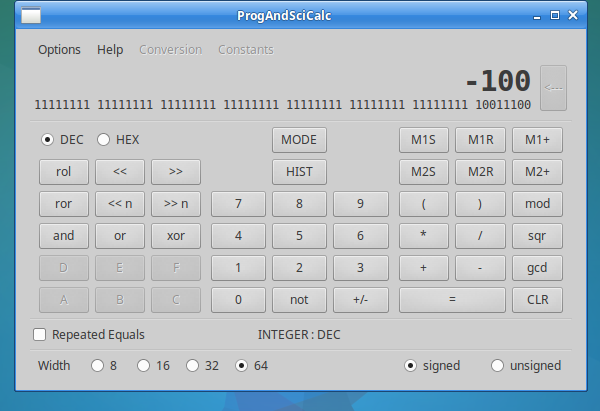 ProgAndSciCalc
Options Help Conversion Constants
-100 <---
11111111 11111111 11111111 11111111 11111111 11111111 11111111 10011100
DEC HEX MODE M1S M1R M1+
rol << >> HIST M2S M2R M2+
ror << n >> n 7 8 9 ( ) mod
and or xor 4 5 6 * / sqr
D E F 1 2 3 + - gcd
A B C 0 not +/- = CLR
Repeated Equals INTEGER : DEC
Width 8 16 32 64 signed unsigned